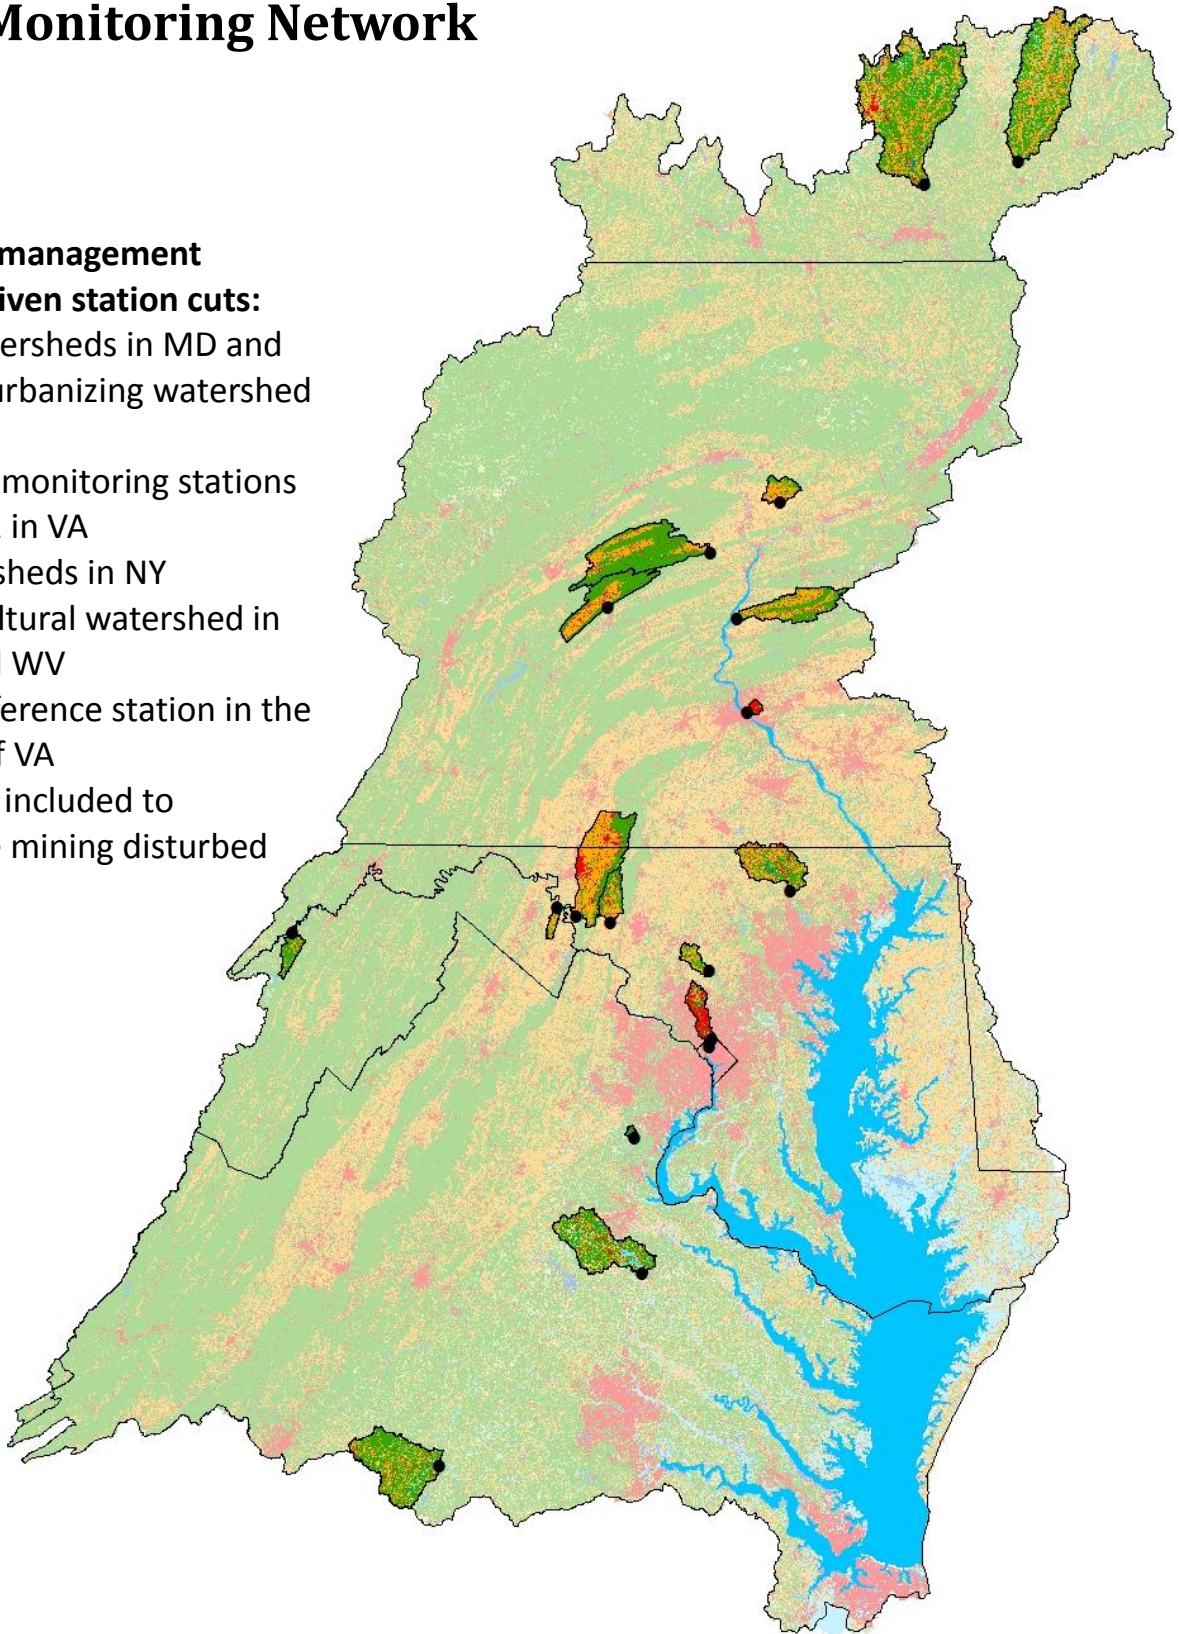 Monitoring Network
management
iven station cuts:
ersheds in MD and
urbanizing watershed
monitoring stations
in VA
sheds in NY
ltural watershed in
WV
ference station in the
f VA
included to
mining disturbed